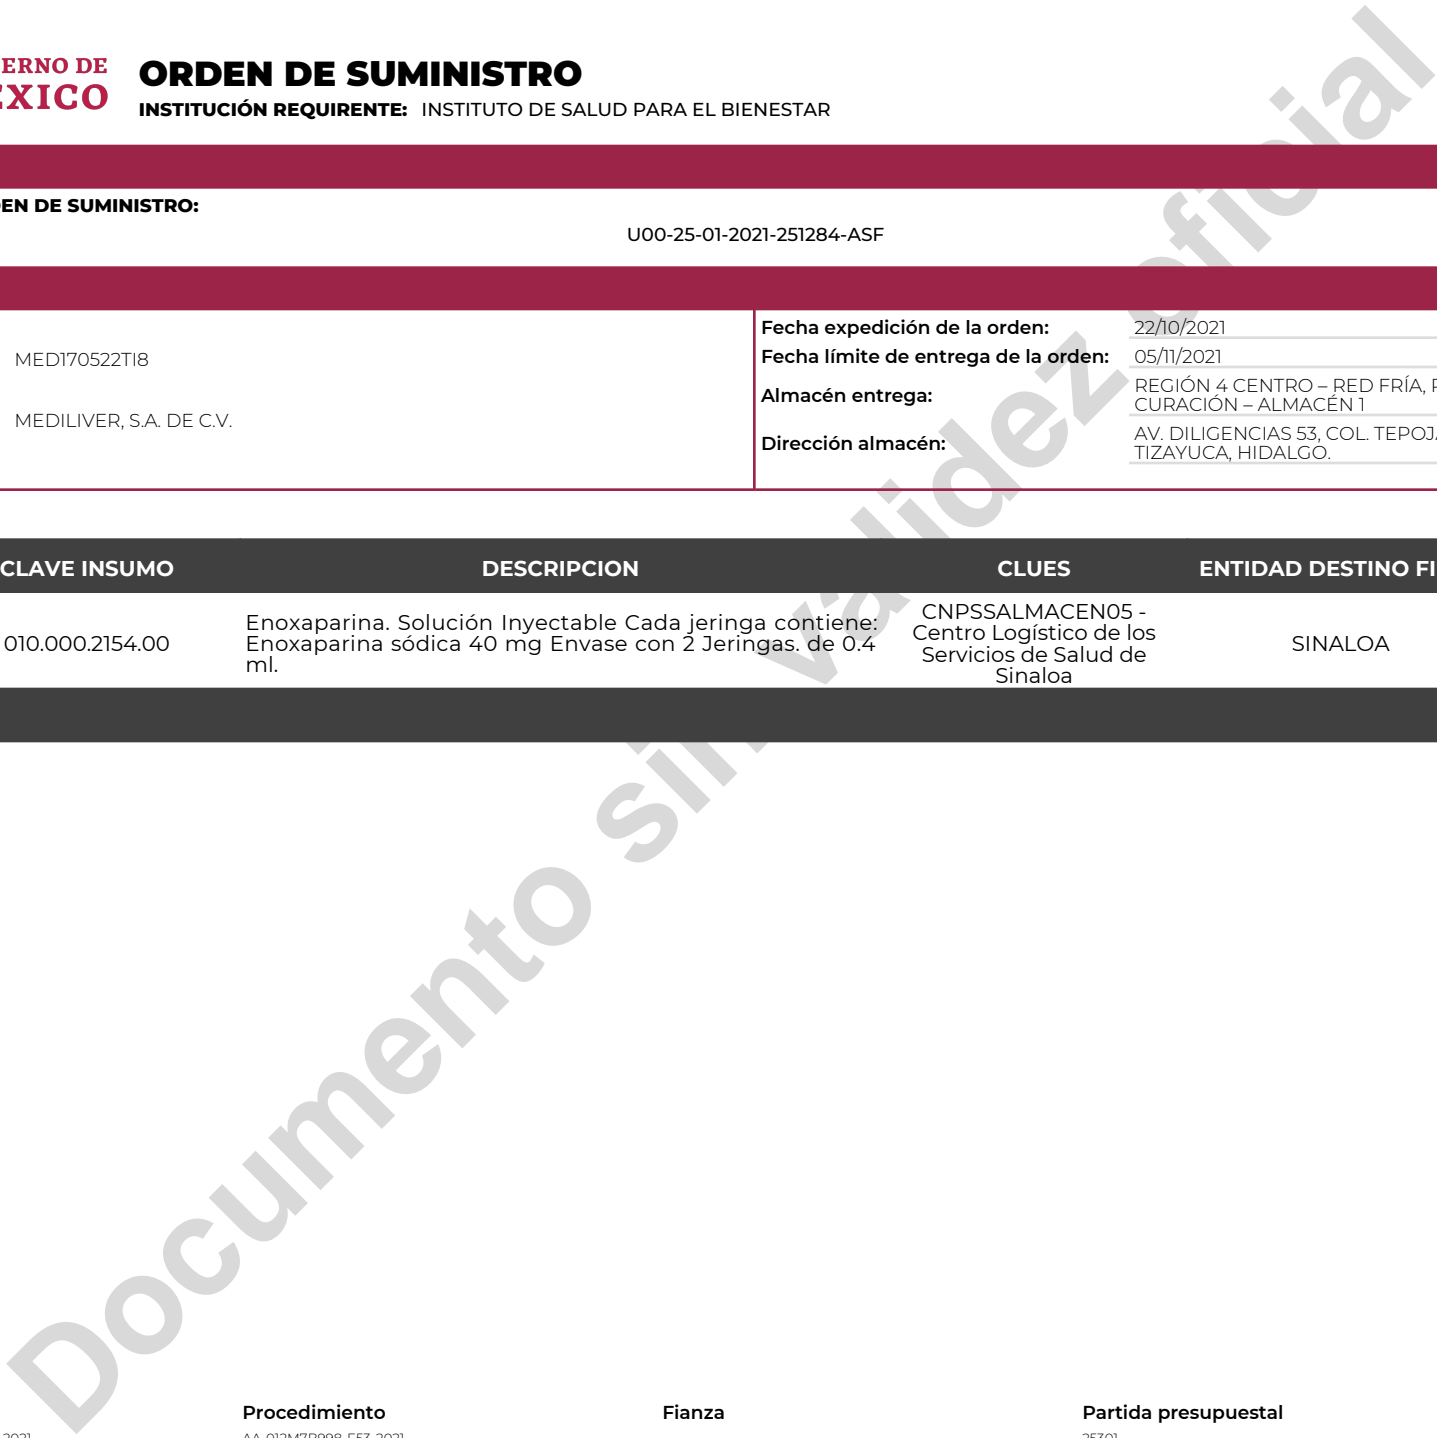 ERNO DE
ORDEN DE SUMINISTRO
INSTITUCIÓN REQUIRENTE: INSTITUTO DE SALUD PARA EL BIENESTAR
DE SUMINISTRO:
U00-25-01-2021-251284-ASF
MED170522TI8
MEDILIVER, S.A. DE C.V.
Fecha expedición de la orden: 22/10/2021
Fecha límite de entrega de la orden: 05/11/2021
Almacén entrega: REGIÓN 4 CENTRO – RED FRÍA,
CURACIÓN – ALMACÉN 1
Dirección almacén: AV. DILIGENCIAS 53, COL.
TIZAYUCA, HIDALGO.
CLAVE INSUMO DESCRIPCION CLUES ENTIDAD DESTINO
010.000.2154.00
Enoxaparina. Solución Inyectable Cada jeringa contiene:
Enoxaparina sódica 40 mg Envase con 2 Jeringas. de 0.4
ml.
CNPSSALMACEN05 -
Centro Logístico de los
Servicios de Salud de
Sinaloa
SINALOA
Documento sin validez oficial
Procedimiento Fianza Partida presupuestal